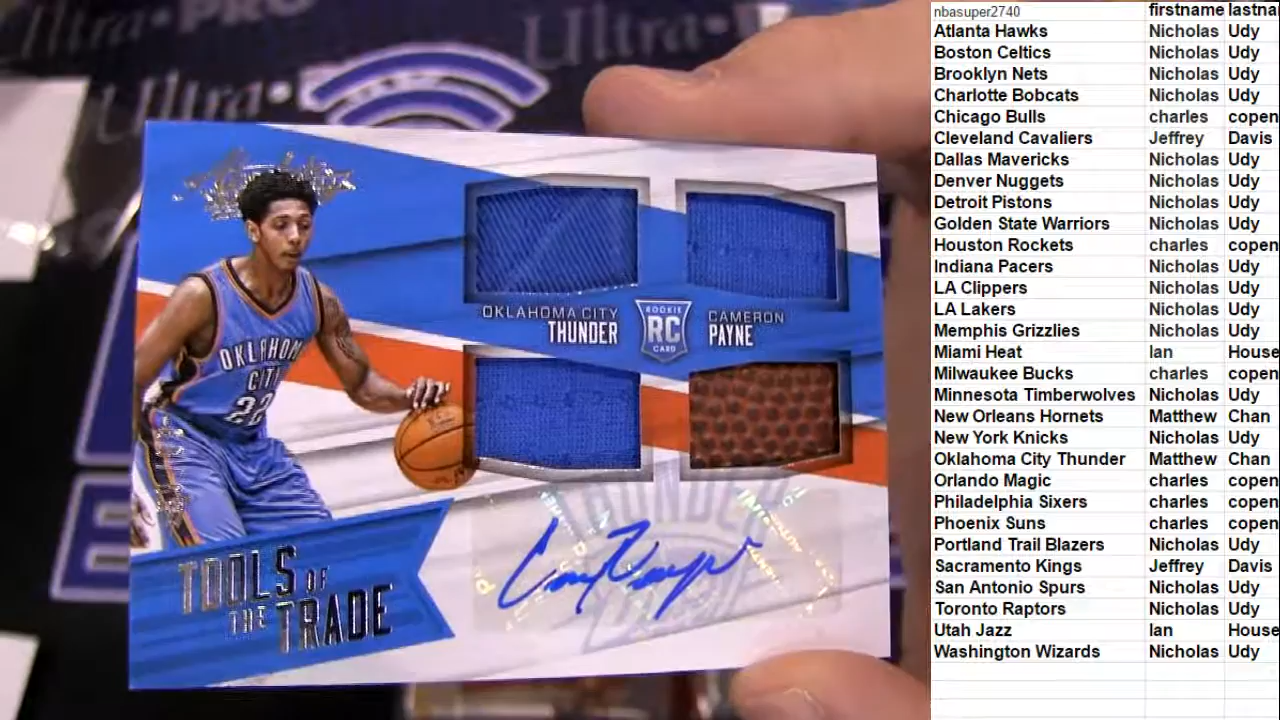 Ultra•PRO
Ultra•
OKLAHOMA CITY THUNDER
ROOKIE RC CARD
CAMERON PAYNE
OKLAHOM
CITY
22
THUNDER
TOOLS OF
THE TRADE
nbasuper2740 firstname lastna
Atlanta Hawks Nicholas Udy
Boston Celtics Nicholas Udy
Brooklyn Nets Nicholas Udy
Charlotte Bobcats Nicholas Udy
Chicago Bulls charles copen
Cleveland Cavaliers Jeffrey Davis
Dallas Mavericks Nicholas Udy
Denver Nuggets Nicholas Udy
Detroit Pistons Nicholas Udy
Golden State Warriors Nicholas Udy
Houston Rockets charles copen
Indiana Pacers Nicholas Udy
LA Clippers Nicholas Udy
LA Lakers Nicholas Udy
Memphis Grizzlies Nicholas Udy
Miami Heat Ian House
Milwaukee Bucks charles copen
Minnesota Timberwolves Nicholas Udy
New Orleans Hornets Matthew Chan
New York Knicks Nicholas Udy
Oklahoma City Thunder Matthew Chan
Orlando Magic charles copen
Philadelphia Sixers charles copen
Phoenix Suns charles copen
Portland Trail Blazers Nicholas Udy
Sacramento Kings Jeffrey Davis
San Antonio Spurs Nicholas Udy
Toronto Raptors Nicholas Udy
Utah Jazz Ian House
Washington Wizards Nicholas Udy